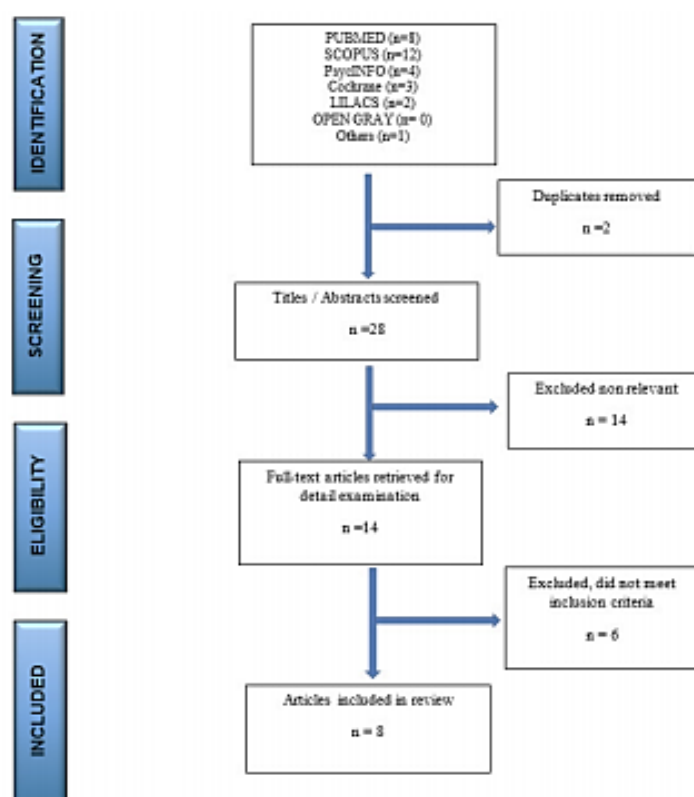 IDENTIFICATION
PUBMED (n=8)
SCOPUS (n=12)
PsycINFO (n=4)
Cochrane (n=3)
LILACS (n=2)
OPEN GRAY (n= 0)
Others (n=1)
Duplicates removed
n =2
SCREENING
Titles / Abstracts screened
n =28
Excluded non relevant
n = 14
ELIGIBILITY
Full-text articles retrieved for
detail examination
n =14
Excluded, did not meet
inclusion criteria
n = 6
INCLUDED
Articles included in review
n = 8